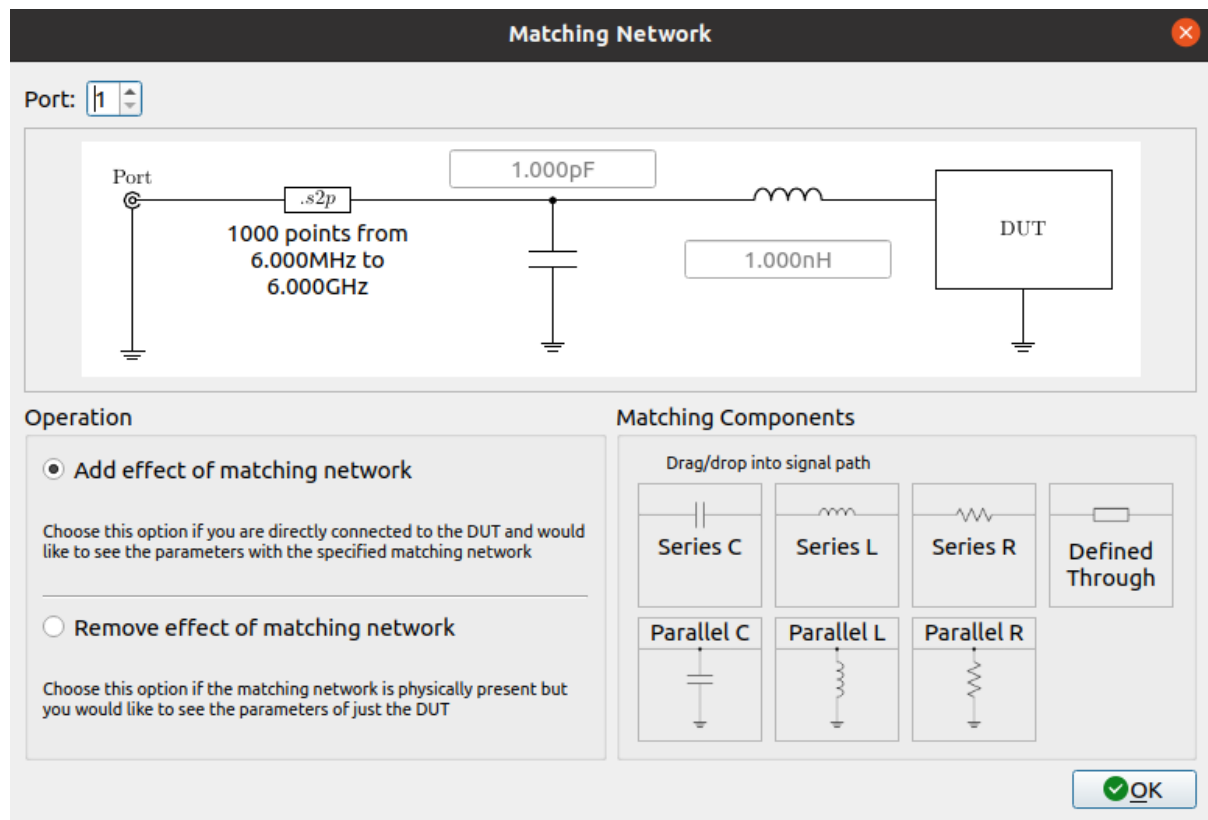 Matching Network
Port: 1
1.000pF
Port
.s2p
DUT
1000 points from
6.000MHz to
6.000GHz
1.000nH
Operation
Add effect of matching network
Choose this option if you are directly connected to the DUT and would
like to see the parameters with the specified matching network
Remove effect of matching network
Choose this option if the matching network is physically present but
you would like to see the parameters of just the DUT
Matching Components
Drag/drop into signal path
Series C
Series L
Series R
Defined
Through
Parallel C
Parallel L
Parallel R
OK